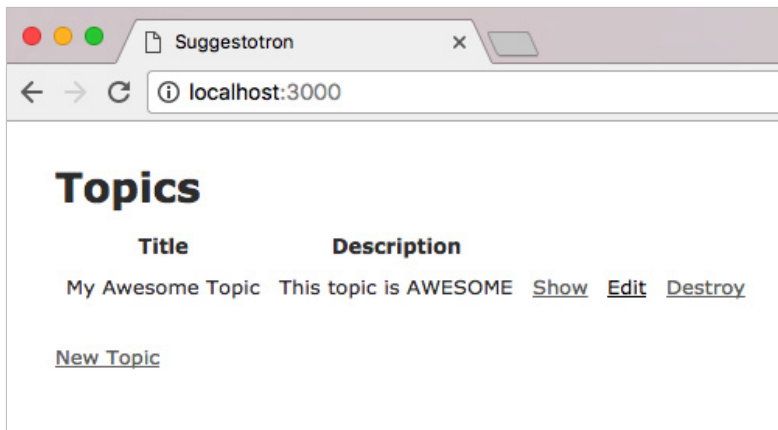 Suggestotron
localhost:3000
Topics
Title Description
My Awesome Topic This topic is AWESOME Show Edit Destroy
New Topic